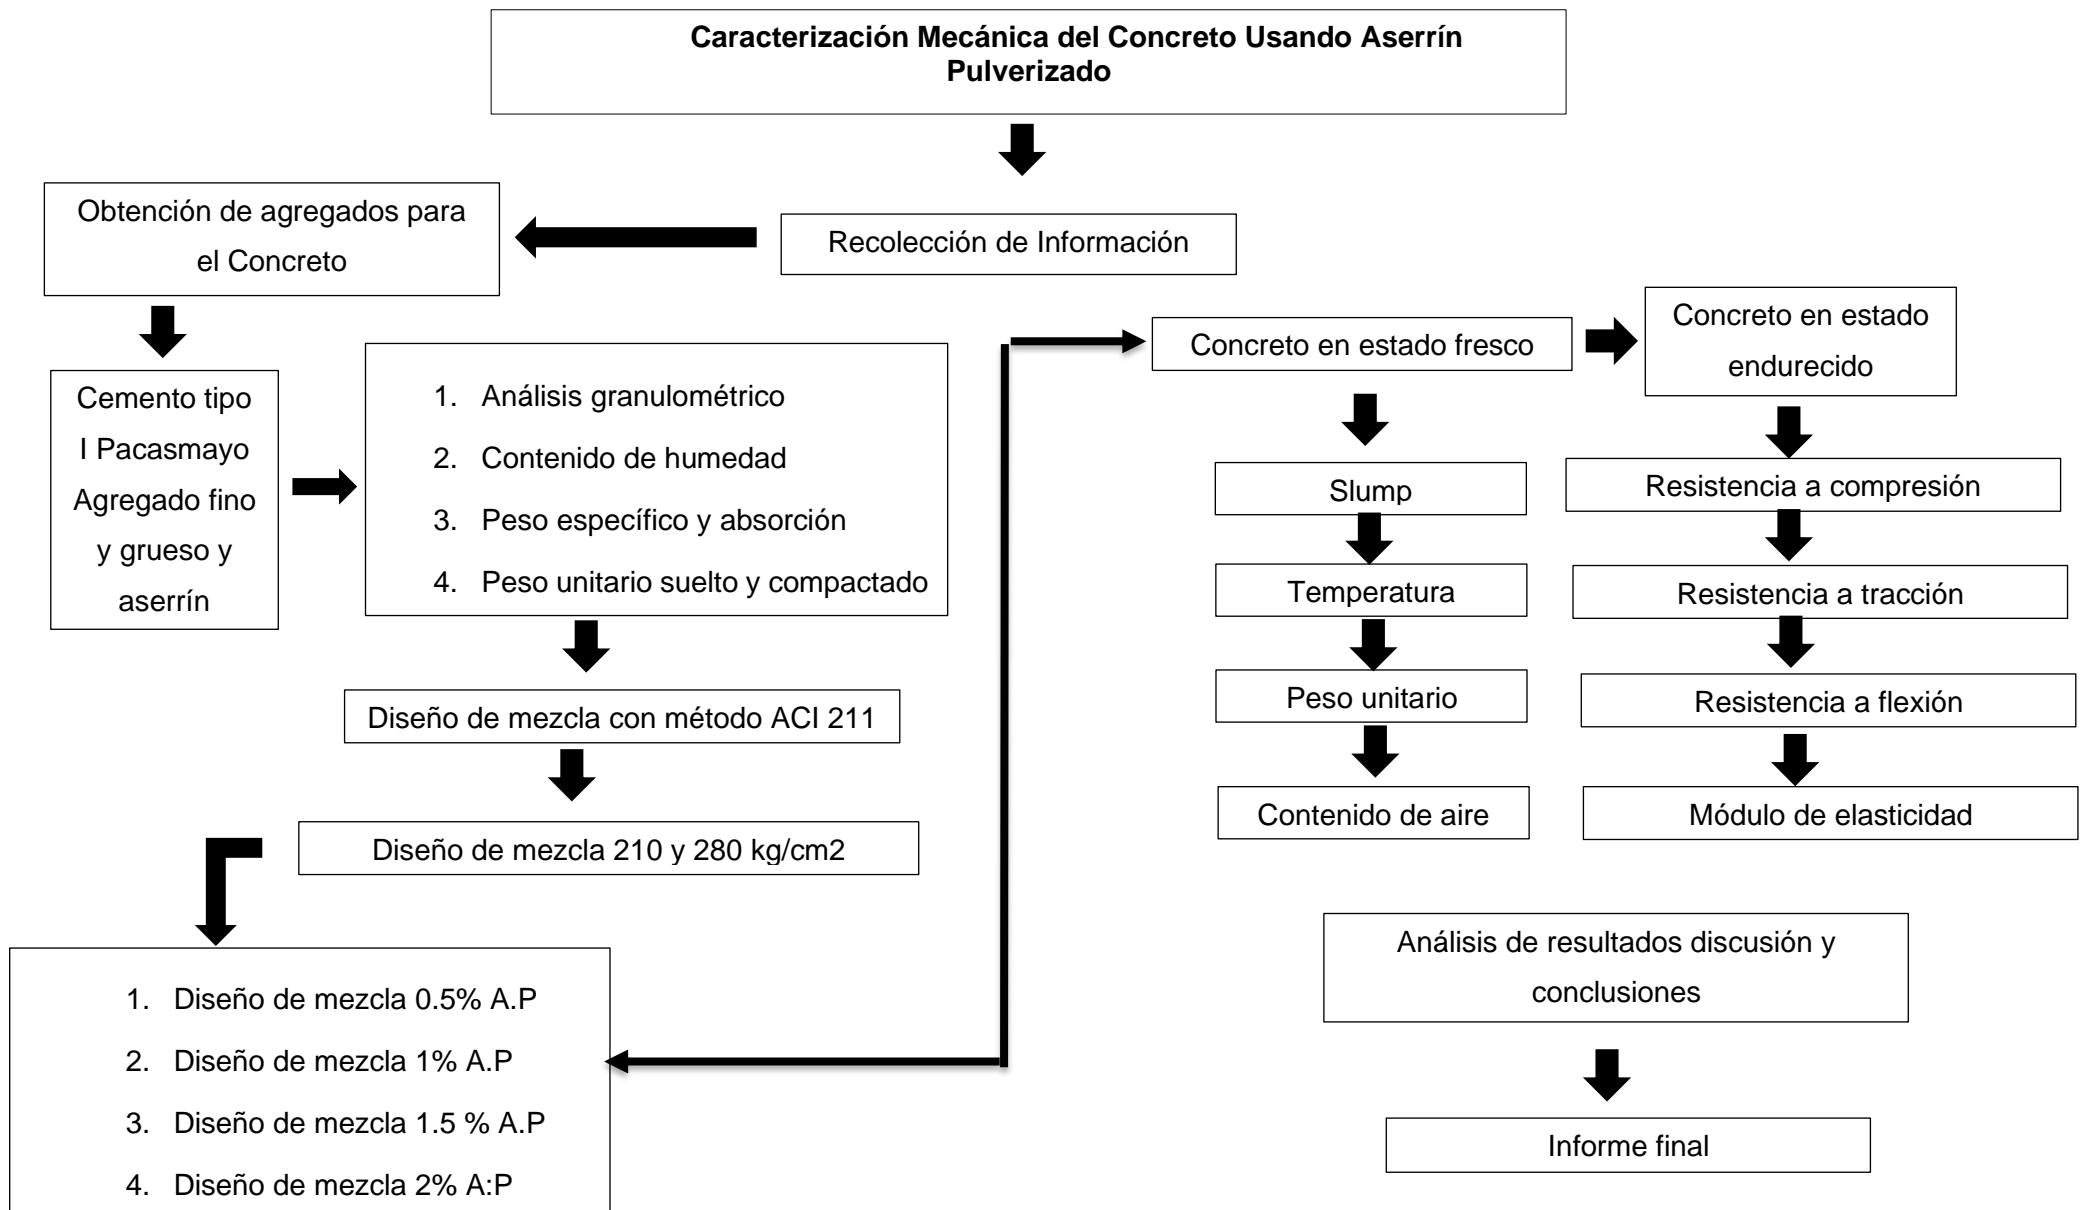 Caracterización Mecánica del Concreto Usando Aserrín
Pulverizado
Recolección de Información
Obtención de agregados para
el Concreto
Cemento tipo
I Pacasmayo
Agregado fino
y grueso y
aserrín
1. Análisis granulométrico
2. Contenido de humedad
3. Peso específico y absorción
4. Peso unitario suelto y compactado
Diseño de mezcla con método ACI 211
Diseño de mezcla 210 y 280 kg/cm2
1. Diseño de mezcla 0.5% A.P
2. Diseño de mezcla 1% A.P
3. Diseño de mezcla 1.5 % A.P
4. Diseño de mezcla 2% A:P
Concreto en estado fresco
Slump
Temperatura
Peso unitario
Contenido de aire
Concreto en estado
endurecido
Resistencia a compresión
Resistencia a tracción
Resistencia a flexión
Módulo de elasticidad
Análisis de resultados discusión y
conclusiones
Informe final